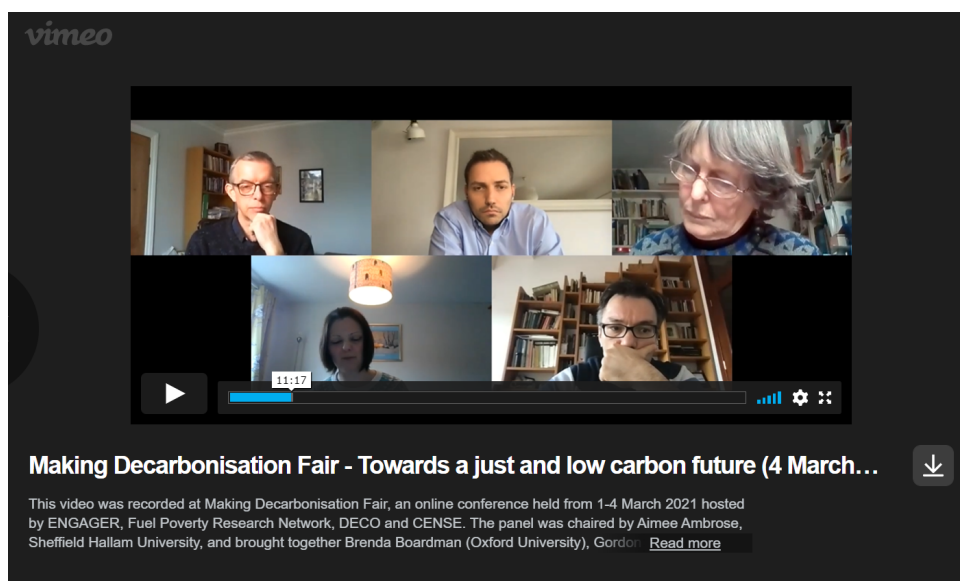 vimeo
11:17
Making Decarbonisation Fair - Towards a just and low carbon future (4 March…
This video was recorded at Making Decarbonisation Fair, an online conference held from 1-4 March 2021 hosted
by ENGAGER, Fuel Poverty Research Network, DECO and CENSE. The panel was chaired by Aimee Ambrose,
Sheffield Hallam University, and brought together Brenda Boardman (Oxford University), Gordon Read more